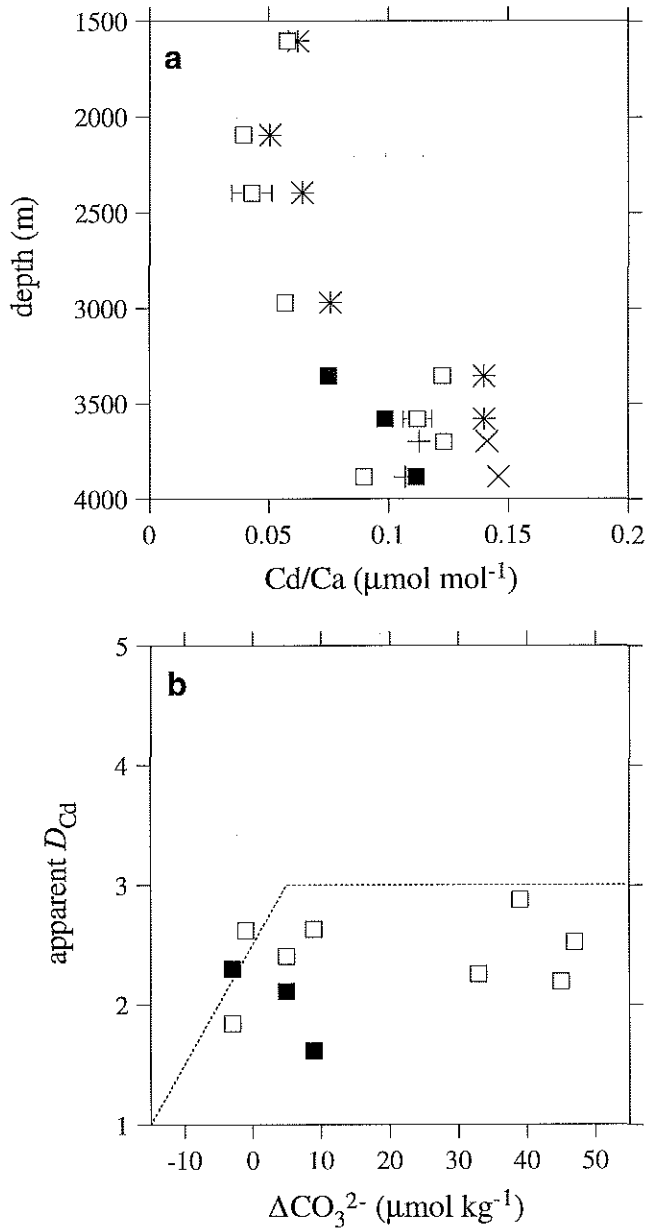 1500
a
2000
2500
3000
3500
4000
depth (m)
0 0.05 0.1 0.15 0.2
Cd/Ca (μmol mol⁻¹)
5
b
4
3
2
1
apparent D_Cd
-10 0 10 20 30 40 50
ΔCO₃²⁻ (μmol kg⁻¹)